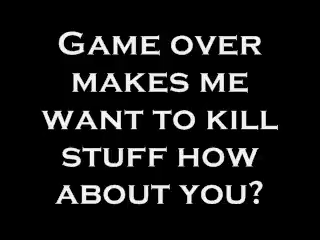 Game over
makes me
want to kill
stuff how
about you?